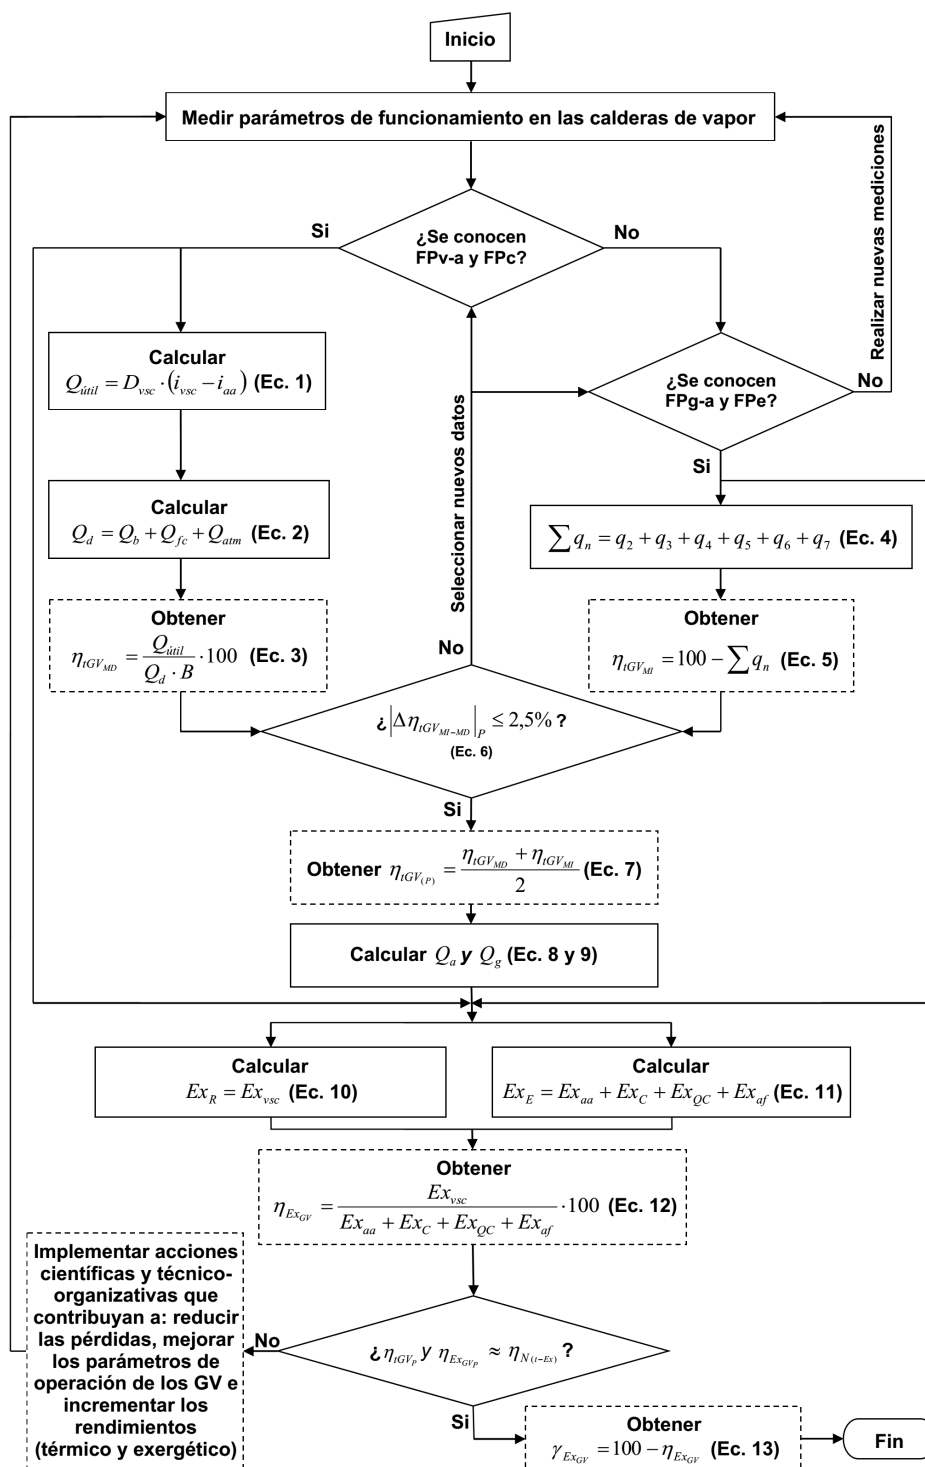 Inicio
Medir parámetros de funcionamiento en las calderas de vapor
Realizar nuevas mediciones
Si
¿Se conocen
FPv-a y FPc?
No
Calcular
Q_útil = D_vsc · (i_vsc − i_aa) (Ec. 1)
¿Se conocen
FPg-a y FPe?
No
Si
Seleccionar nuevos datos
Calcular
Q_d = Q_b + Q_fc + Q_atm (Ec. 2)
∑ q_n = q_2 + q_3 + q_4 + q_5 + q_6 + q_7 (Ec. 4)
Obtener
η_tGV_MD = Q_útil / (Q_d · B) · 100 (Ec. 3)
Obtener
η_tGV_MI = 100 − ∑ q_n (Ec. 5)
No
¿|Δη_tGV_MI−MD|_P ≤ 2,5% ?
(Ec. 6)
Si
Obtener η_tGV_(P) = (η_tGV_MD + η_tGV_MI) / 2 (Ec. 7)
Calcular Q_a y Q_g (Ec. 8 y 9)
Calcular
Ex_R = Ex_vsc (Ec. 10)
Calcular
Ex_E = Ex_aa + Ex_C + Ex_QC + Ex_af (Ec. 11)
Obtener
η_Ex_GV = Ex_vsc / (Ex_aa + Ex_C + Ex_QC + Ex_af) · 100 (Ec. 12)
Implementar acciones
científicas y técnico-
organizativas que
contribuyan a: reducir
las pérdidas, mejorar
los parámetros de
operación de los GV e
incrementar los
rendimientos
(térmico y exergético)
No
¿η_tGV_P y η_Ex_GVP ≈ η_N(t−Ex) ?
Si
Obtener
γ_Ex_GV = 100 − η_Ex_GV (Ec. 13)
Fin